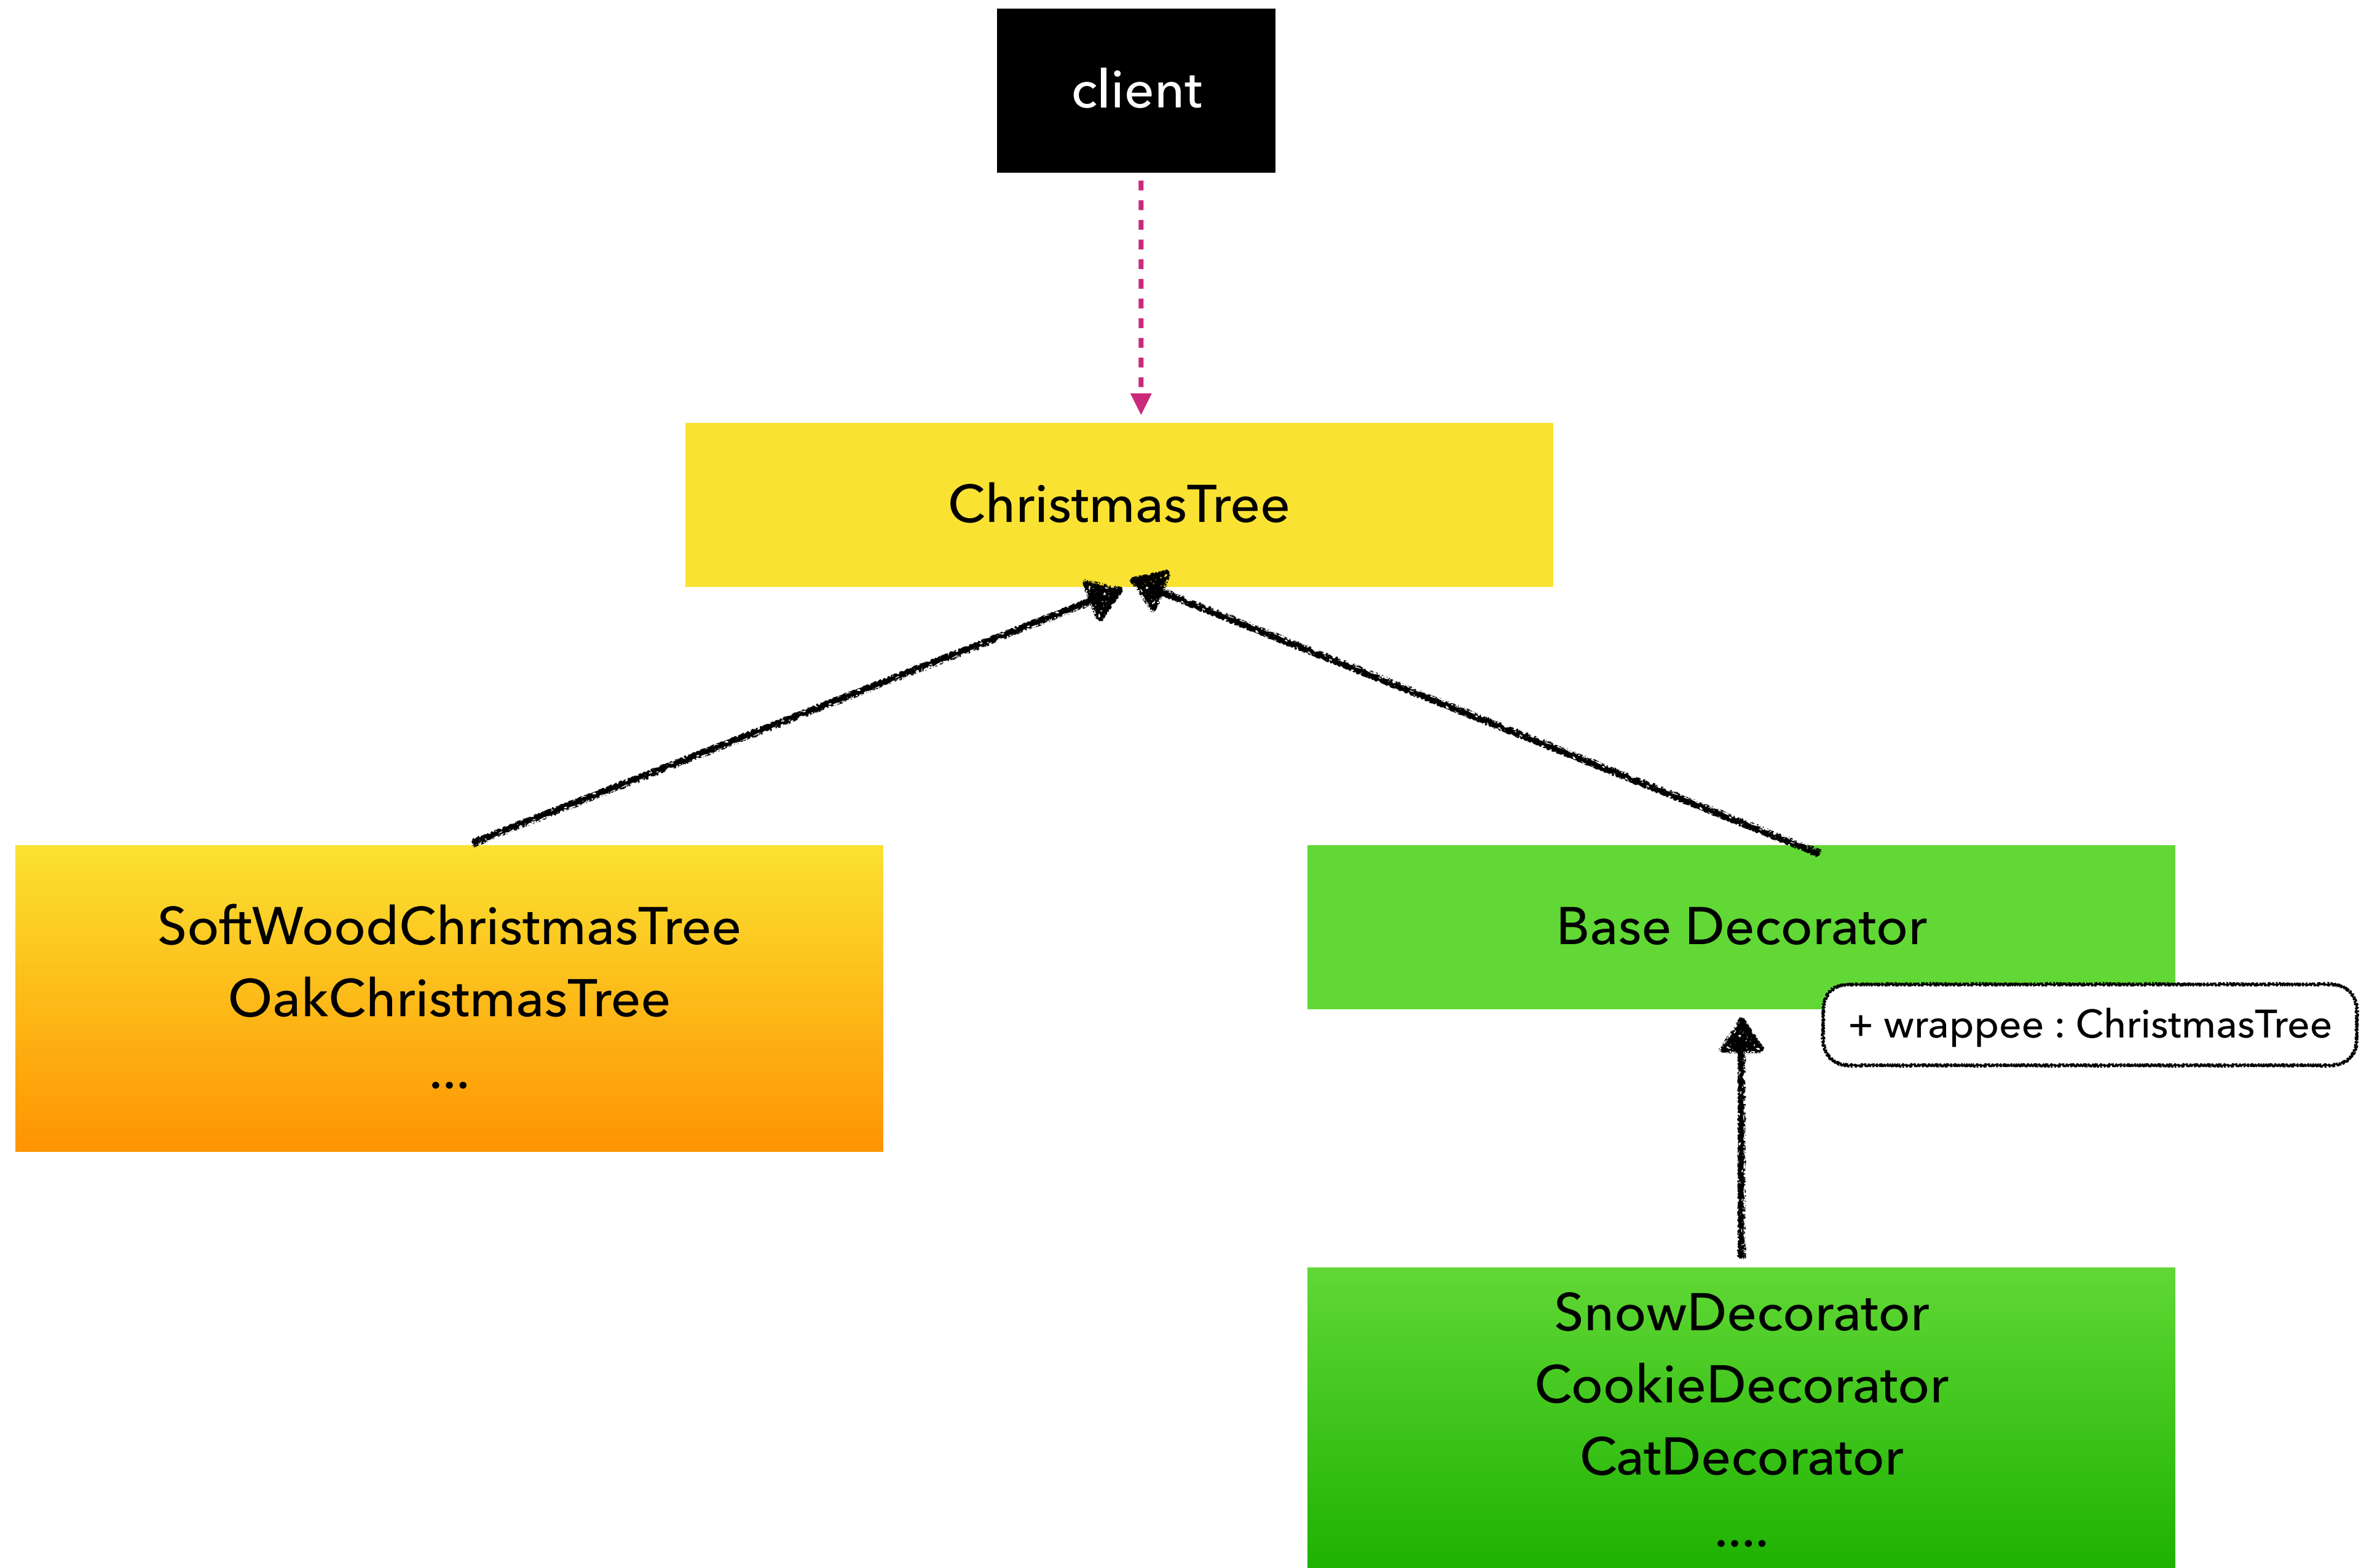 client
ChristmasTree
SoftWoodChristmasTree
OakChristmasTree
...
Base Decorator
+ wrappee : ChristmasTree
SnowDecorator
CookieDecorator
CatDecorator
....